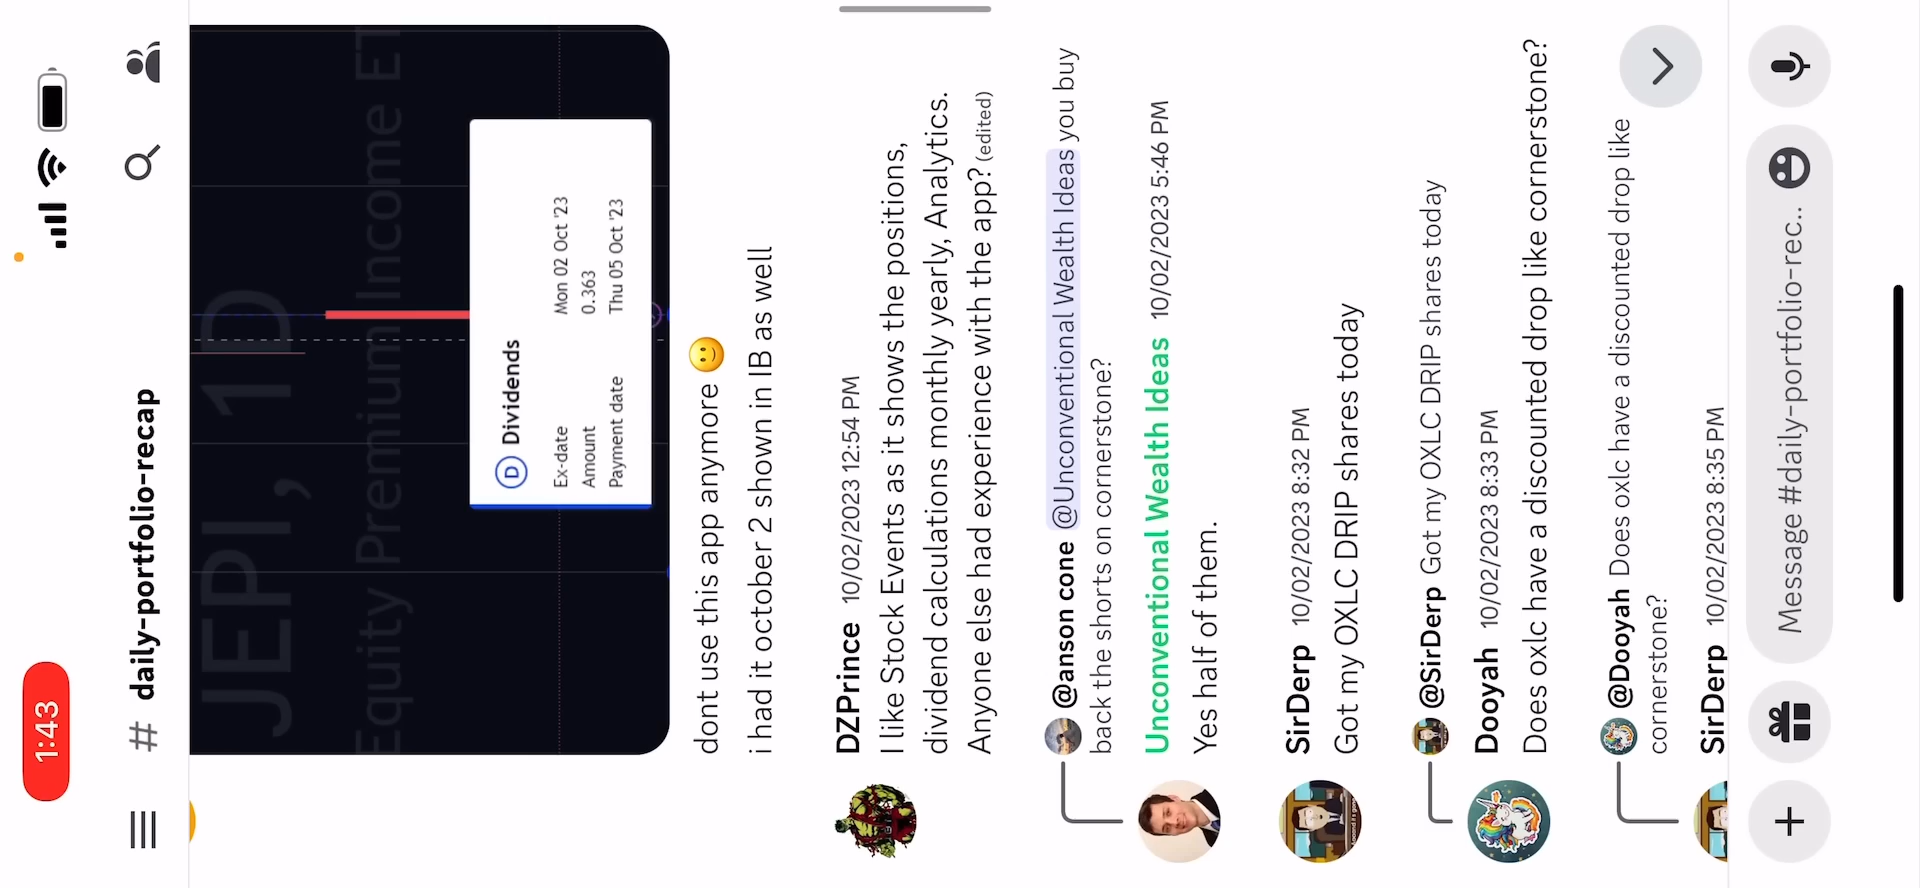 1:43
# daily-portfolio-recap
JEPI, 1D
Equity Premium Income ET
D Dividends
Ex-date Mon 02 Oct '23
Amount 0.363
Payment date Thu 05 Oct '23
dont use this app anymore 🙂
i had it october 2 shown in IB as well
DZPrince 10/02/2023 12:54 PM
I like Stock Events as it shows the positions,
dividend calculations monthly yearly, Analytics.
Anyone else had experience with the app? (edited)
@anson cone @Unconventional Wealth Ideas you buy
back the shorts on cornerstone?
Unconventional Wealth Ideas 10/02/2023 5:46 PM
Yes half of them.
SirDerp 10/02/2023 8:32 PM
Got my OXLC DRIP shares today
@SirDerp Got my OXLC DRIP shares today
Dooyah 10/02/2023 8:33 PM
Does oxlc have a discounted drop like cornerstone?
@Dooyah Does oxlc have a discounted drop like
cornerstone?
SirDerp 10/02/2023 8:35 PM
Message #daily-portfolio-rec..